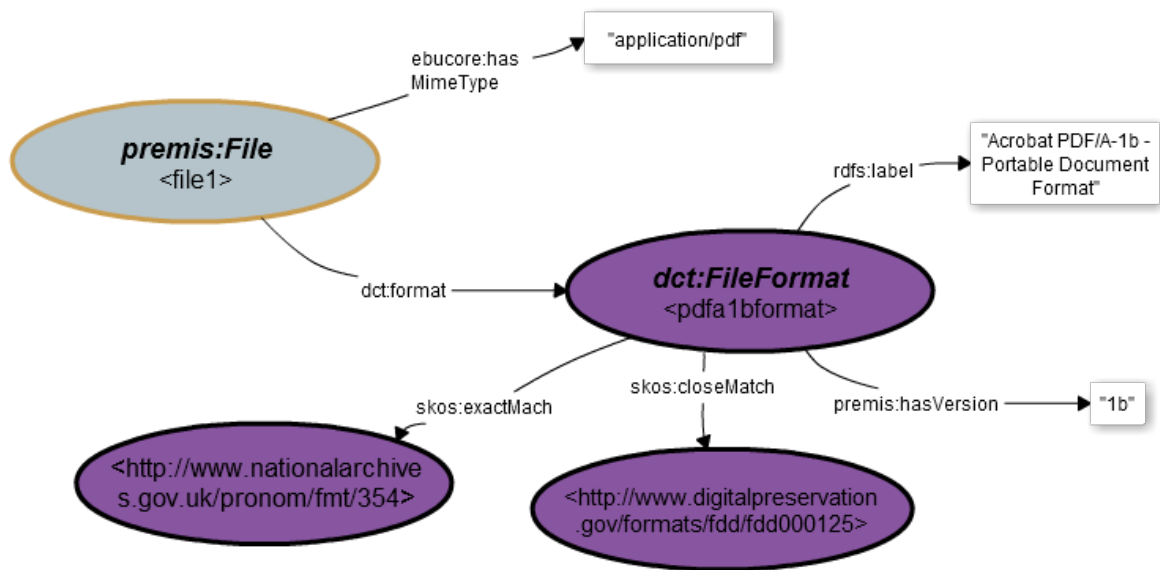 "application/pdf"
ebucore:has
MimeType
premis:File
<file1>
"Acrobat PDF/A-1b -
Portable Document
Format"
rdfs:label
dct:format
dct:FileFormat
<pdfa1bformat>
skos:exactMach
skos:closeMatch
premis:hasVersion
"1b"
<http://www.nationalarchive
s.gov.uk/pronom/fmt/354>
<http://www.digitalpreservation
.gov/formats/fdd/fdd000125>